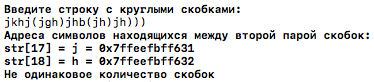 Введите строку с круглыми скобками:
jkhj(jgh)jhb(jh)jh)))
Адреса символов находящихся между второй парой скобок:
str[17] = j = 0x7ffeefbff631
str[18] = h = 0x7ffeefbff632
Не одинаковое количество скобок